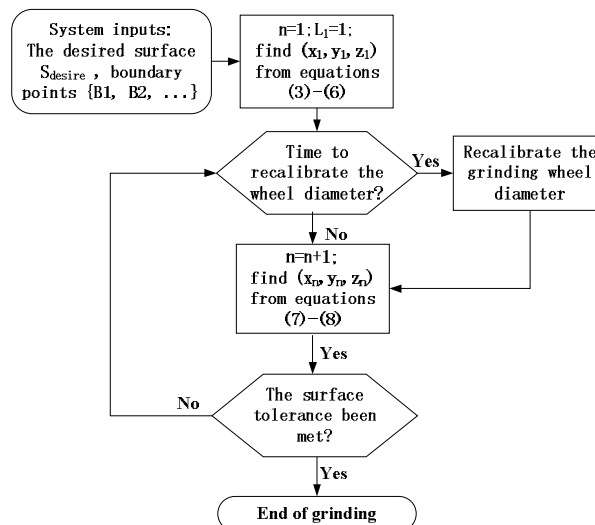 System inputs:
The desired surface
S_desire , boundary
points {B1, B2, ...}
n=1; L₁=1;
find (x₁, y₁, z₁)
from equations
(3)-(6)
Time to
recalibrate the
wheel diameter?
Yes
Recalibrate the
grinding wheel
diameter
No
n=n+1;
find (xₙ, yₙ, zₙ)
from equations
(7)-(8)
Yes
The surface
tolerance been
met?
No
Yes
End of grinding